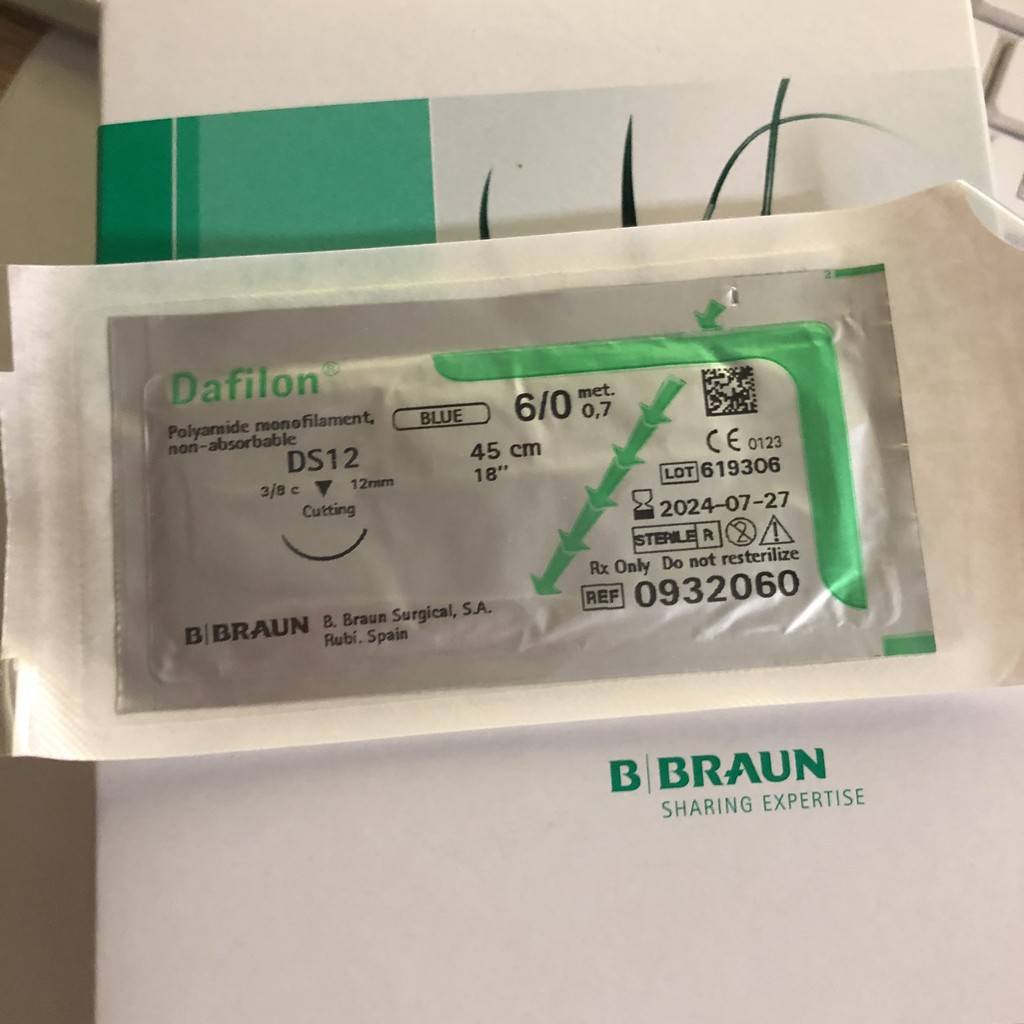 2
Dafilon®
Polyamide monofilament,
non-absorbable
BLUE
6/0 met.
0,7
DS12
45 cm
18"
3/8 c 12mm
Cutting
CE 0123
LOT 619306
2024-07-27
STERILE R
Rx Only Do not resterilize
REF 0932060
B|BRAUN B. Braun Surgical, S.A.
Rubí. Spain
B|BRAUN
SHARING EXPERTISE